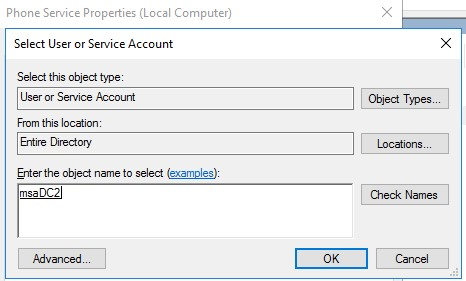 Phone Service Properties (Local Computer)
Select User or Service Account
Select this object type:
User or Service Account
Object Types...
From this location:
Entire Directory
Locations...
Enter the object name to select (examples):
msaDC2
Check Names
Advanced...
OK
Cancel